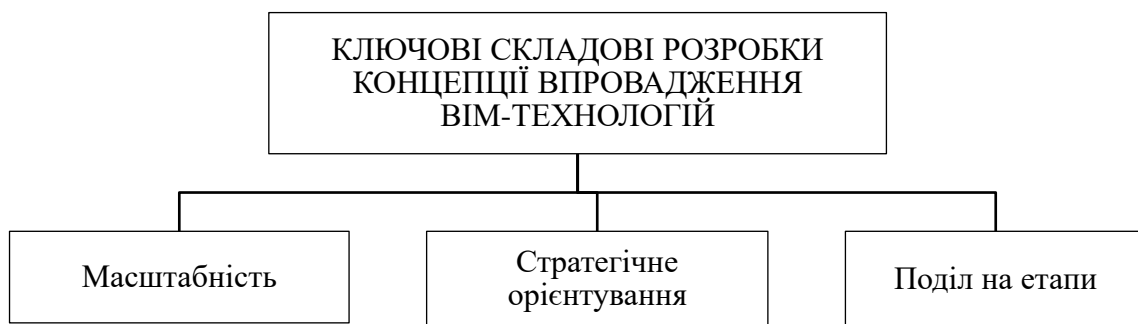 КЛЮЧОВІ СКЛАДОВІ РОЗРОБКИ
КОНЦЕПЦІЇ ВПРОВАДЖЕННЯ
ВІМ-ТЕХНОЛОГІЙ
Масштабність
Стратегічне
орієнтування
Поділ на етапи